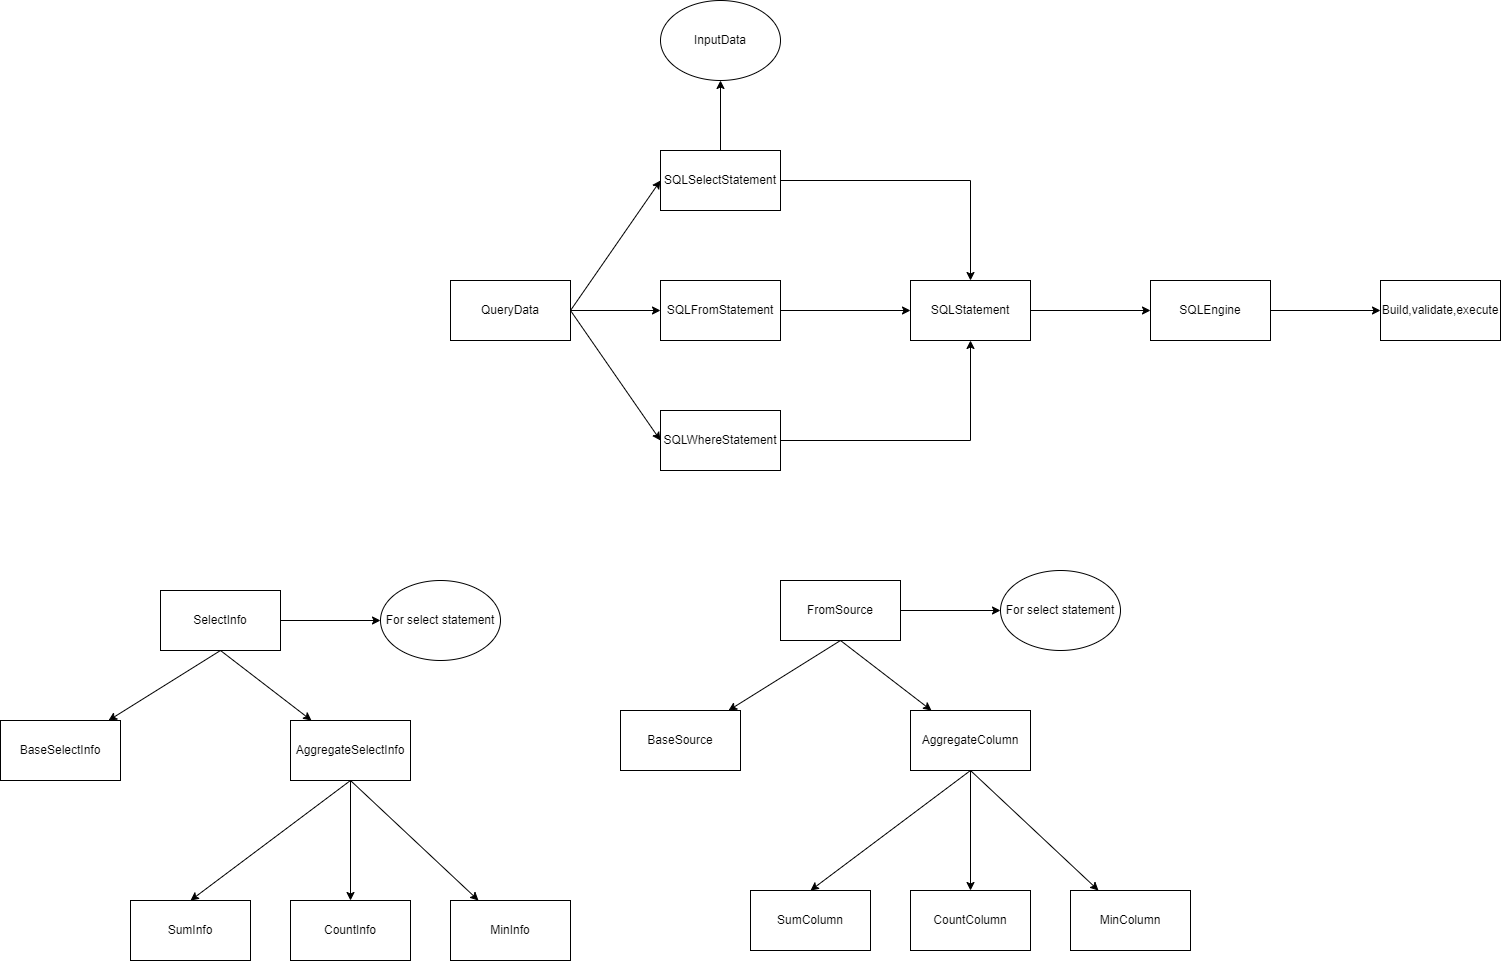 InputData
SQLSelectStatement
QueryData
SQLFromStatement
SQLStatement
SQLEngine
Build,validate,execute
SQLWhereStatement
SelectInfo
For select statement
FromSource
For select statement
BaseSelectInfo
AggregateSelectInfo
BaseSource
AggregateColumn
SumInfo
CountInfo
MinInfo
SumColumn
CountColumn
MinColumn